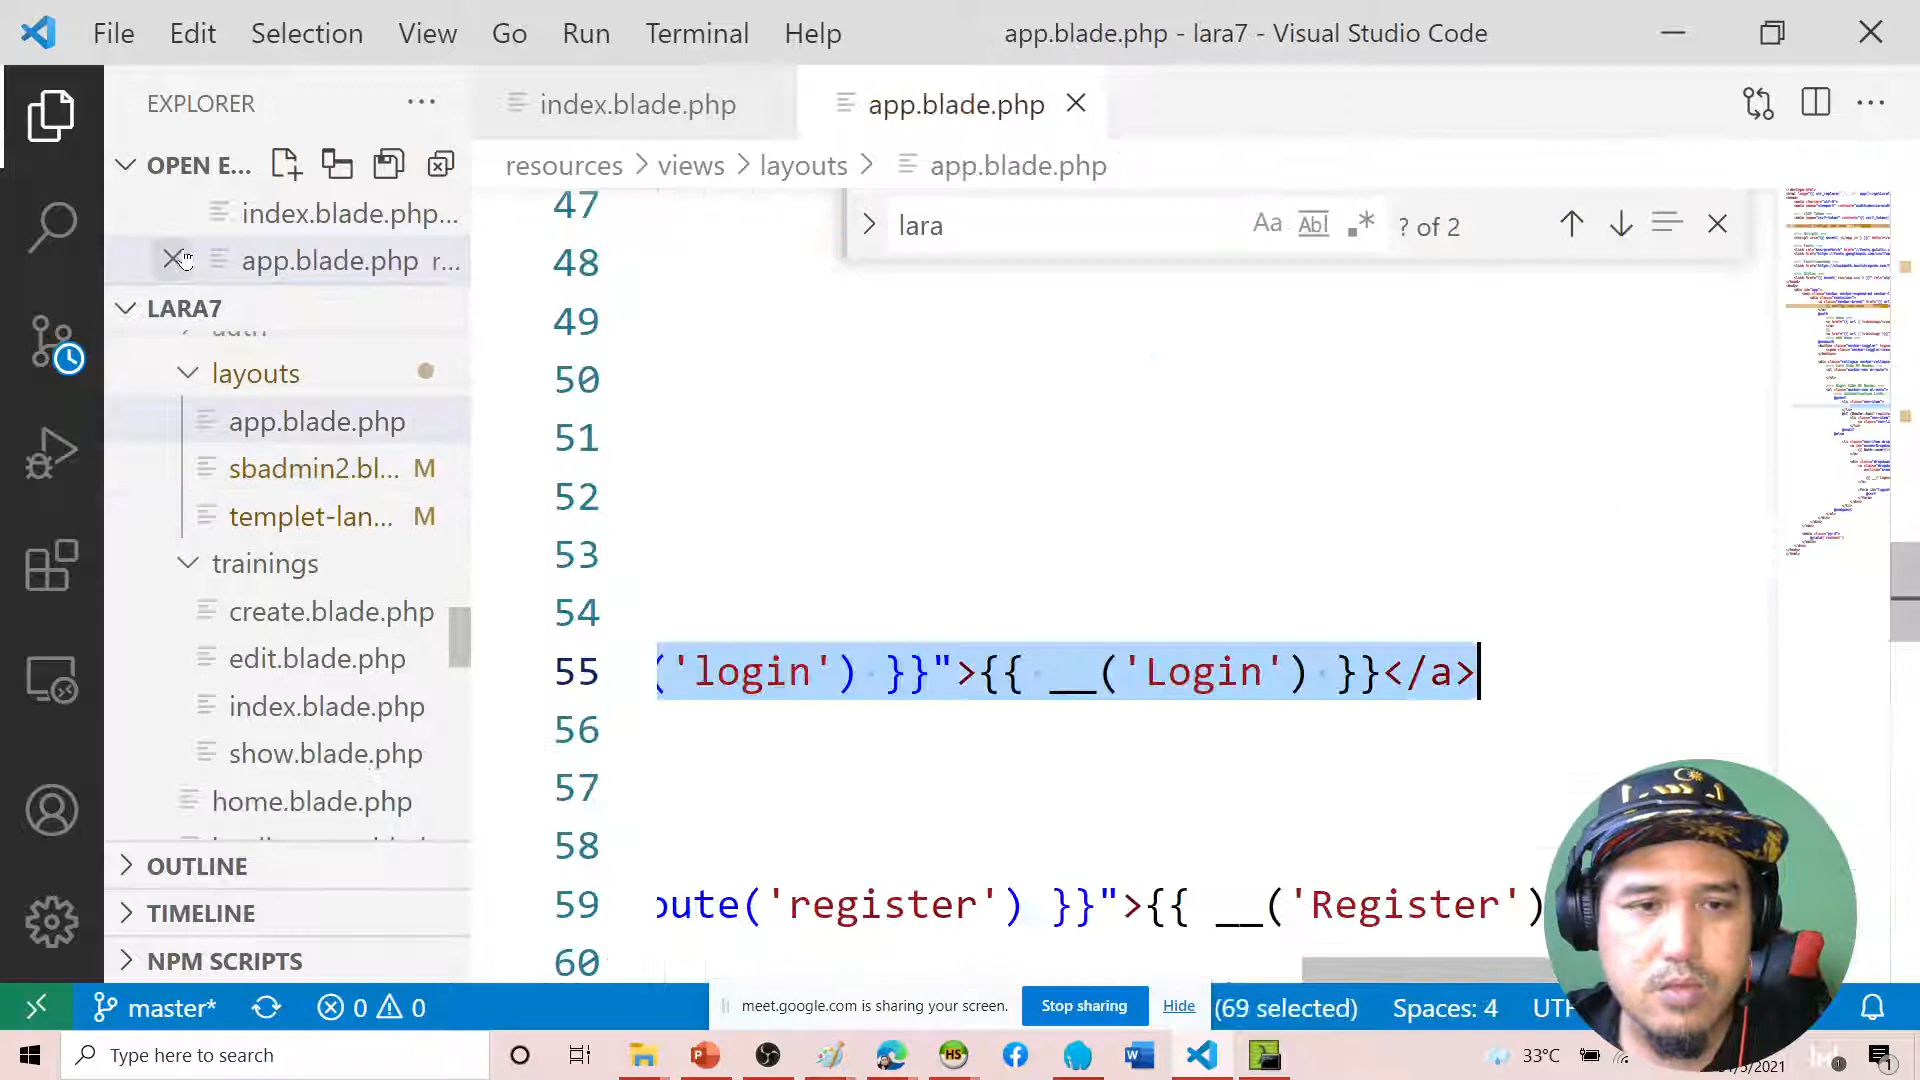 File Edit Selection View Go Run Terminal Help
app.blade.php - lara7 - Visual Studio Code
EXPLORER
index.blade.php
app.blade.php
OPEN E...
resources > views > layouts > app.blade.php
index.blade.php...
app.blade.php r...
lara
? of 2
LARA7
layouts
app.blade.php
sbadmin2.bl... M
templet-lan... M
trainings
create.blade.php
edit.blade.php
index.blade.php
show.blade.php
home.blade.php
OUTLINE
TIMELINE
NPM SCRIPTS
47
48
49
50
51
52
53
54
55 ('login') }}">{{ __('Login') }}</a>
56
57
58
59 oute('register') }}">{{ __('Register')
60
master* 0 0
meet.google.com is sharing your screen. Stop sharing Hide
(69 selected) Spaces: 4
Type here to search
33°C